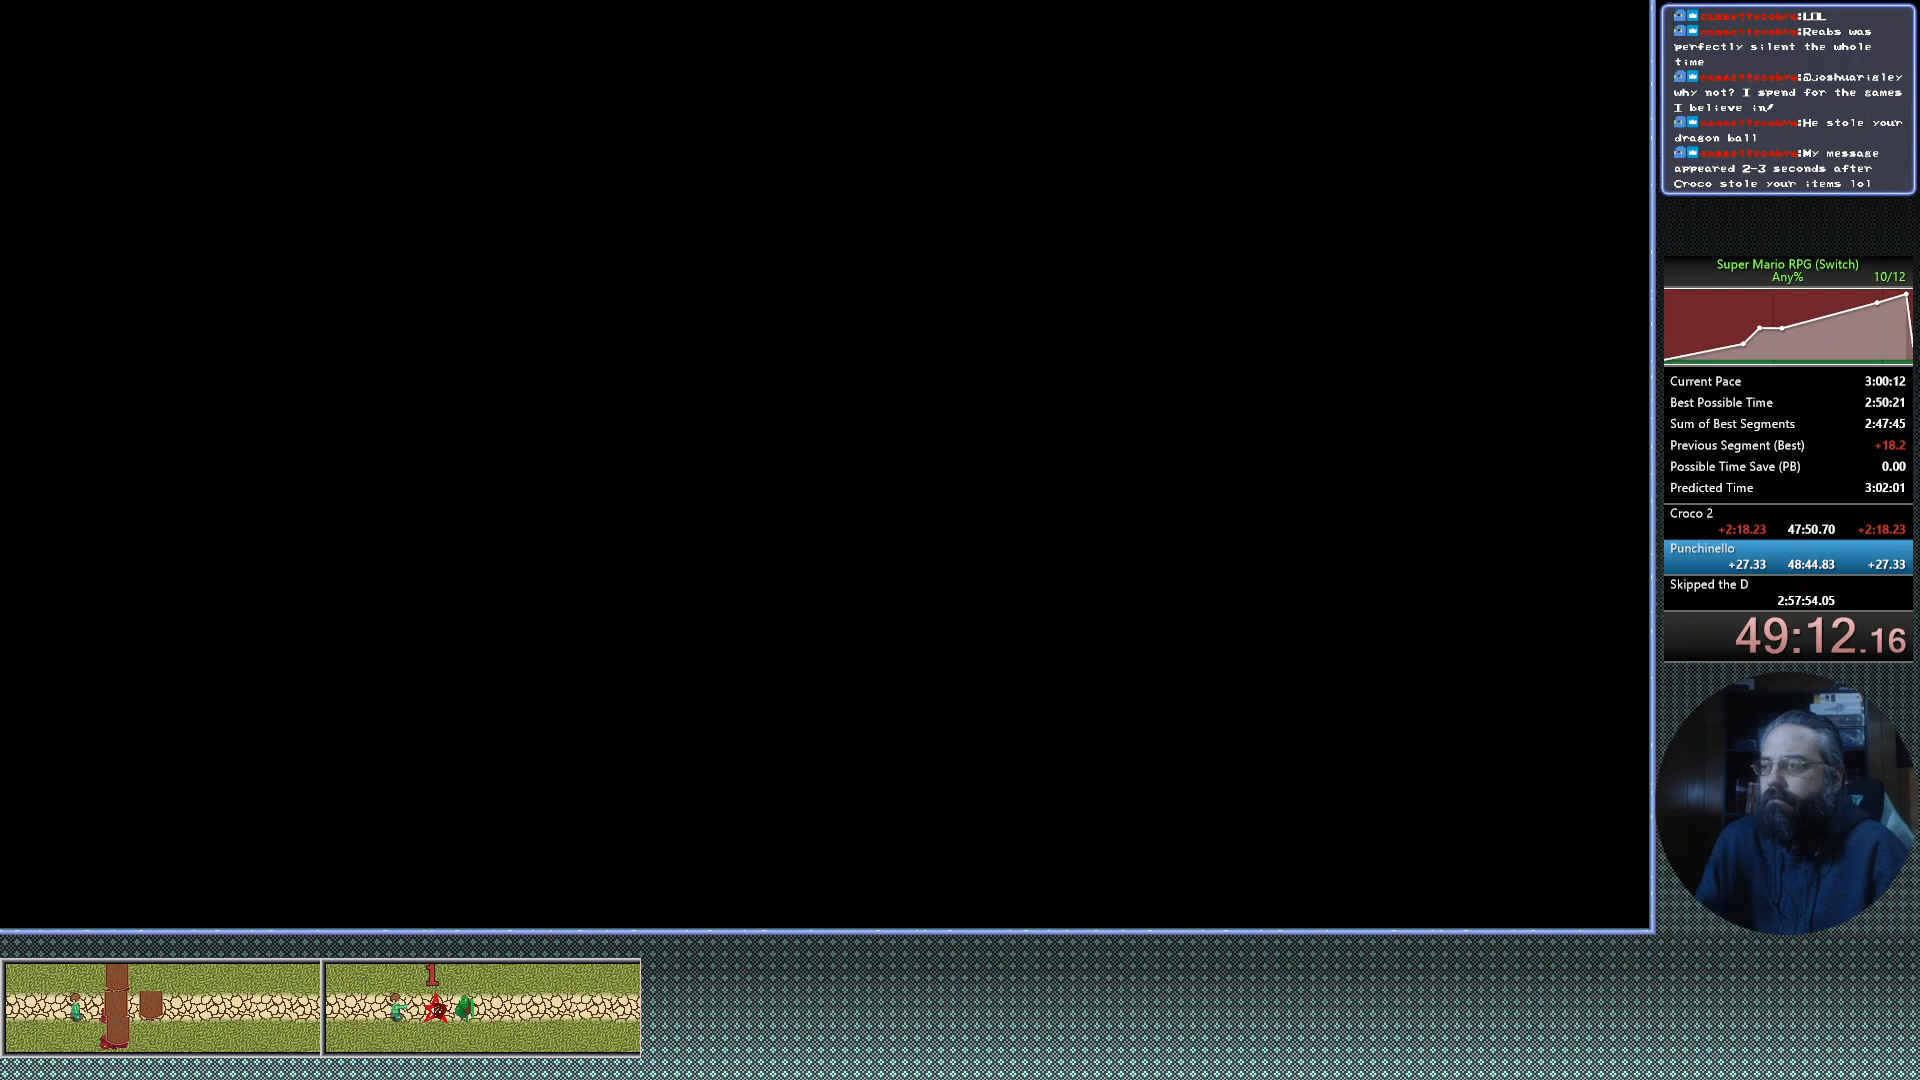 :LOL
:Reabs was
perfectly silent the whole
time
:@joshuarigley
why not? I spend for the games
I believe in!
:He stole your
dragon ball
:My message
appeared 2-3 seconds after
Croco stole your items lol
Super Mario RPG (Switch)
Any% 10/12
Current Pace 3:00:12
Best Possible Time 2:50:21
Sum of Best Segments 2:47:45
Previous Segment (Best) +18.2
Possible Time Save (PB) 0.00
Predicted Time 3:02:01
Croco 2
+2:18.23 47:50.70 +2:18.23
Punchinello
+27.33 48:44.83 +27.33
Skipped the D
2:57:54.05
49:12.16
1